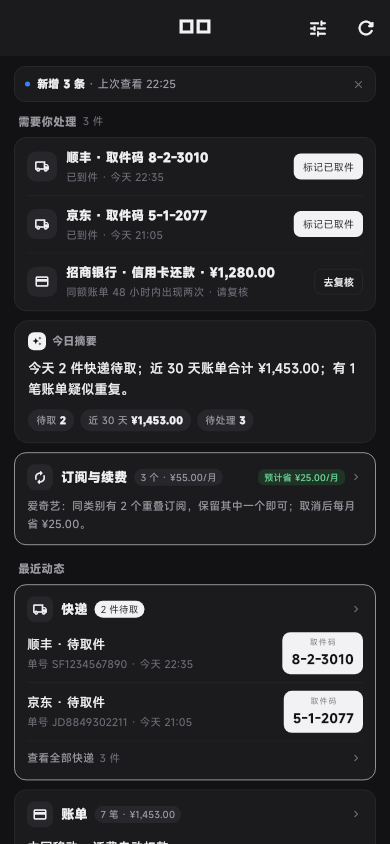 新增 3 条 · 上次查看 22:25
需要你处理 3 件
顺丰 · 取件码 8-2-3010
已到件 · 今天 22:35
标记已取件
京东 · 取件码 5-1-2077
已到件 · 今天 21:05
标记已取件
招商银行 · 信用卡还款 · ¥1,280.00
同额账单 48 小时内出现两次 · 请复核
去复核
今日摘要
今天 2 件快递待取；近 30 天账单合计 ¥1,453.00；有 1
笔账单疑似重复。
待取 2 近 30 天 ¥1,453.00 待处理 3
订阅与续费 3 个 · ¥55.00/月 预计省 ¥25.00/月
爱奇艺：同类别有 2 个重叠订阅，保留其中一个即可；取消后每月
省 ¥25.00。
最近动态
快递 2 件待取
顺丰 · 待取件
单号 SF1234567890 · 今天 22:35
取件码
8-2-3010
京东 · 待取件
单号 JD8849302211 · 今天 21:05
取件码
5-1-2077
查看全部快递 3 件
账单 7 笔 · ¥1,453.00